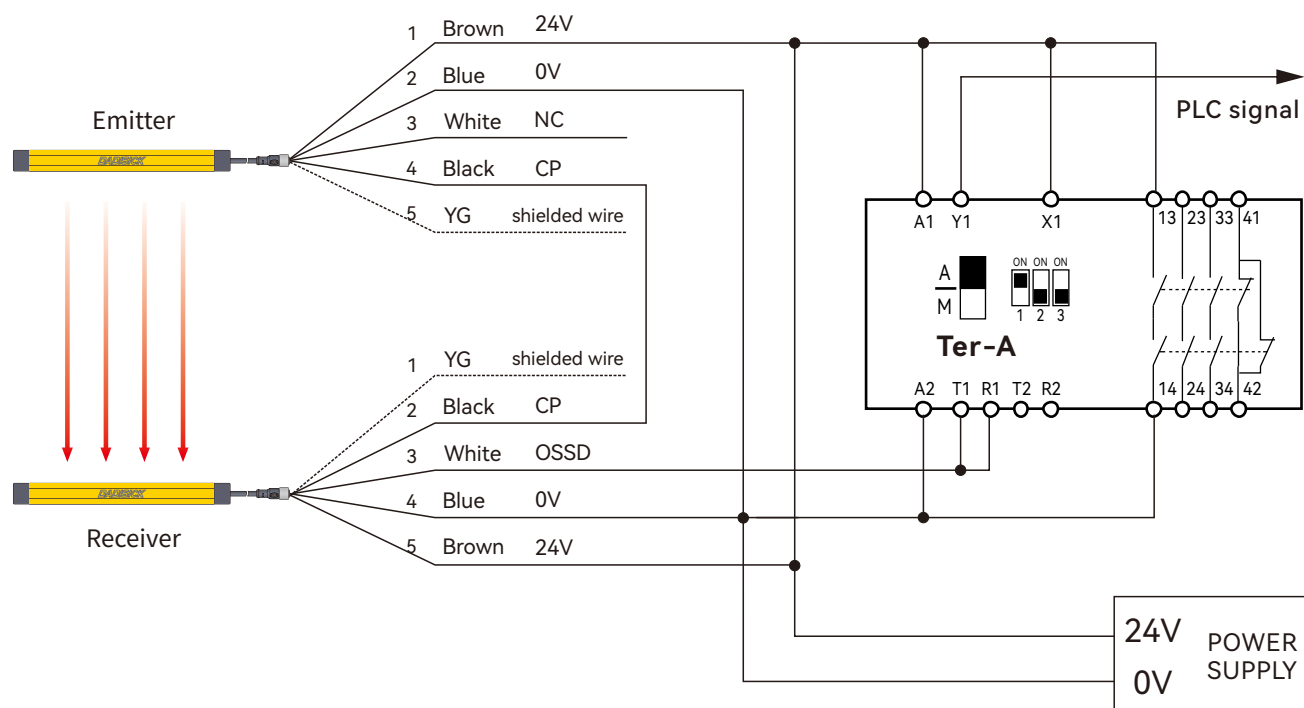 Emitter
DADISICK
1 Brown 24V
2 Blue 0V
3 White NC
4 Black CP
5 YG shielded wire
PLC signal
A1 Y1 X1 13 23 33 41
A
M
ON ON ON
1 2 3
Ter-A
A2 T1 R1 T2 R2 14 24 34 42
1 YG shielded wire
2 Black CP
3 White OSSD
4 Blue 0V
5 Brown 24V
DADISICK
Receiver
24V
0V
POWER
SUPPLY